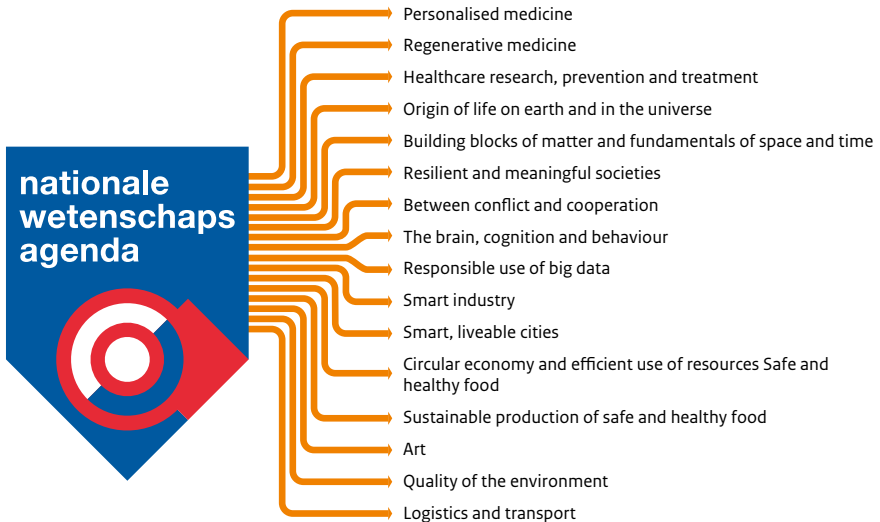 nationale
wetenschaps
agenda
Personalised medicine
Regenerative medicine
Healthcare research, prevention and treatment
Origin of life on earth and in the universe
Building blocks of matter and fundamentals of space and time
Resilient and meaningful societies
Between conflict and cooperation
The brain, cognition and behaviour
Responsible use of big data
Smart industry
Smart, liveable cities
Circular economy and efficient use of resources Safe and
healthy food
Sustainable production of safe and healthy food
Art
Quality of the environment
Logistics and transport